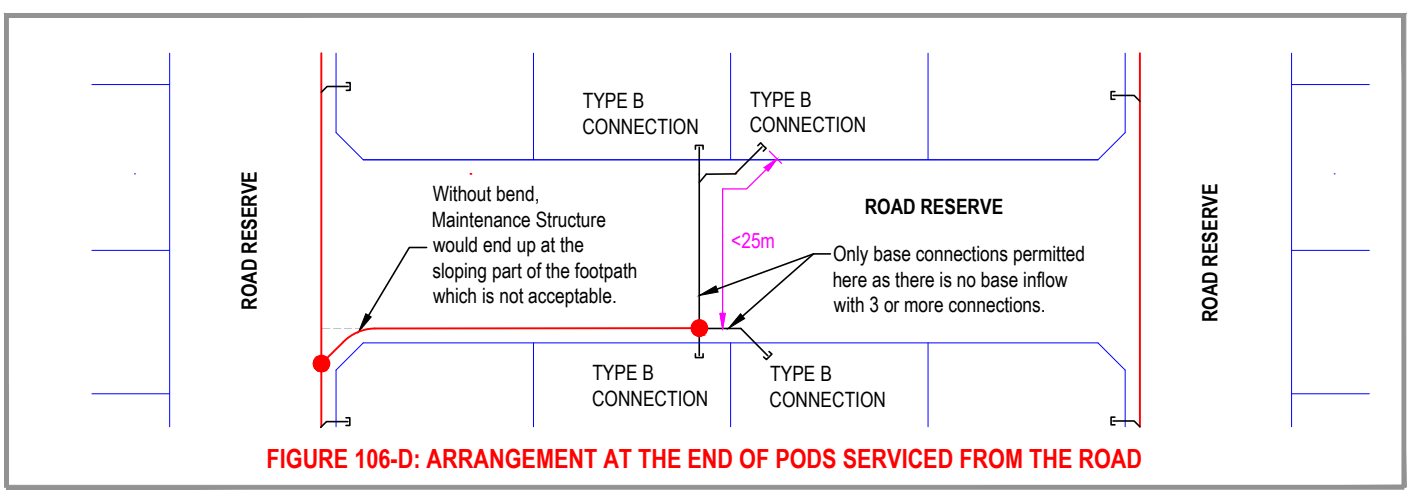 TYPE B
CONNECTION
TYPE B
CONNECTION
ROAD RESERVE
Without bend,
Maintenance Structure
would end up at the
sloping part of the footpath
which is not acceptable.
<25m
ROAD RESERVE
Only base connections permitted
here as there is no base inflow
with 3 or more connections.
ROAD RESERVE
TYPE B
CONNECTION
TYPE B
CONNECTION
FIGURE 106-D: ARRANGEMENT AT THE END OF PODS SERVICED FROM THE ROAD